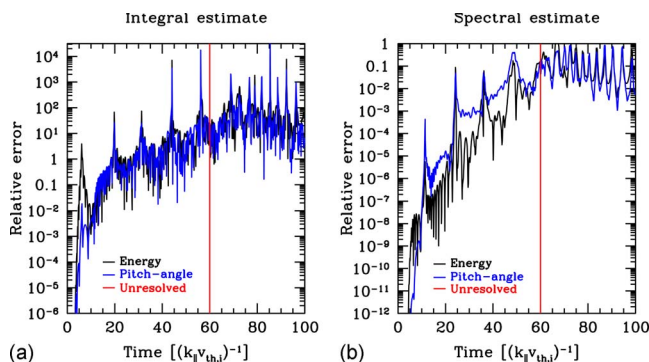 Integral estimate
Relative error
10⁴
10³
10²
10¹
1
0.1
10⁻²
10⁻³
10⁻⁴
10⁻⁵
10⁻⁶
Energy
Pitch-angle
Unresolved
0 20 40 60 80 100
Time [(k∥vth,i)⁻¹]
(a)
Spectral estimate
Relative error
1
0.1
10⁻²
10⁻³
10⁻⁴
10⁻⁵
10⁻⁶
10⁻⁷
10⁻⁸
10⁻⁹
10⁻¹⁰
10⁻¹¹
10⁻¹²
Energy
Pitch-angle
Unresolved
0 20 40 60 80 100
Time [(k∥vth,i)⁻¹]
(b)